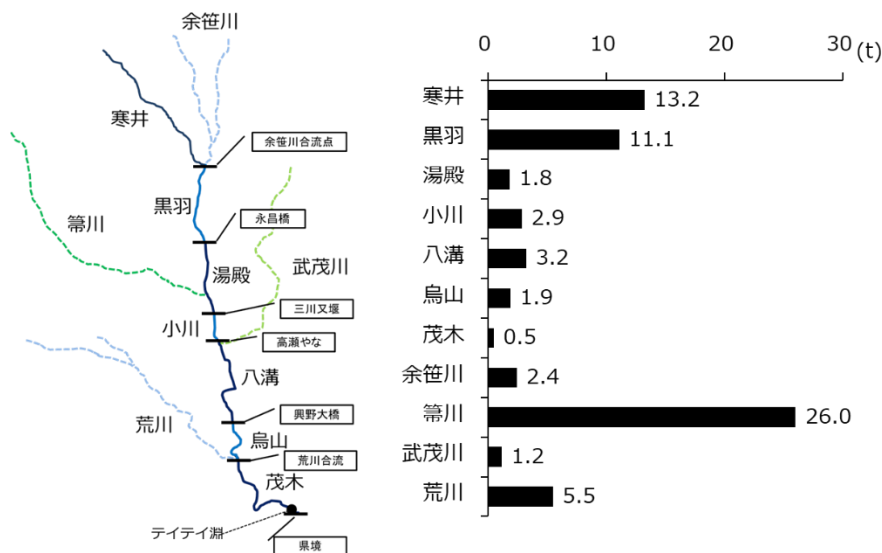 余笹川
寒井
余笹川合流点
黒羽
箒川
永昌橋
武茂川
湯殿
三川又堰
小川
高瀬やな
八溝
荒川
興野大橋
烏山
荒川合流
茂木
テイテイ淵
県境
0 10 20 30 (t)
寒井 13.2
黒羽 11.1
湯殿 1.8
小川 2.9
八溝 3.2
烏山 1.9
茂木 0.5
余笹川 2.4
箒川 26.0
武茂川 1.2
荒川 5.5